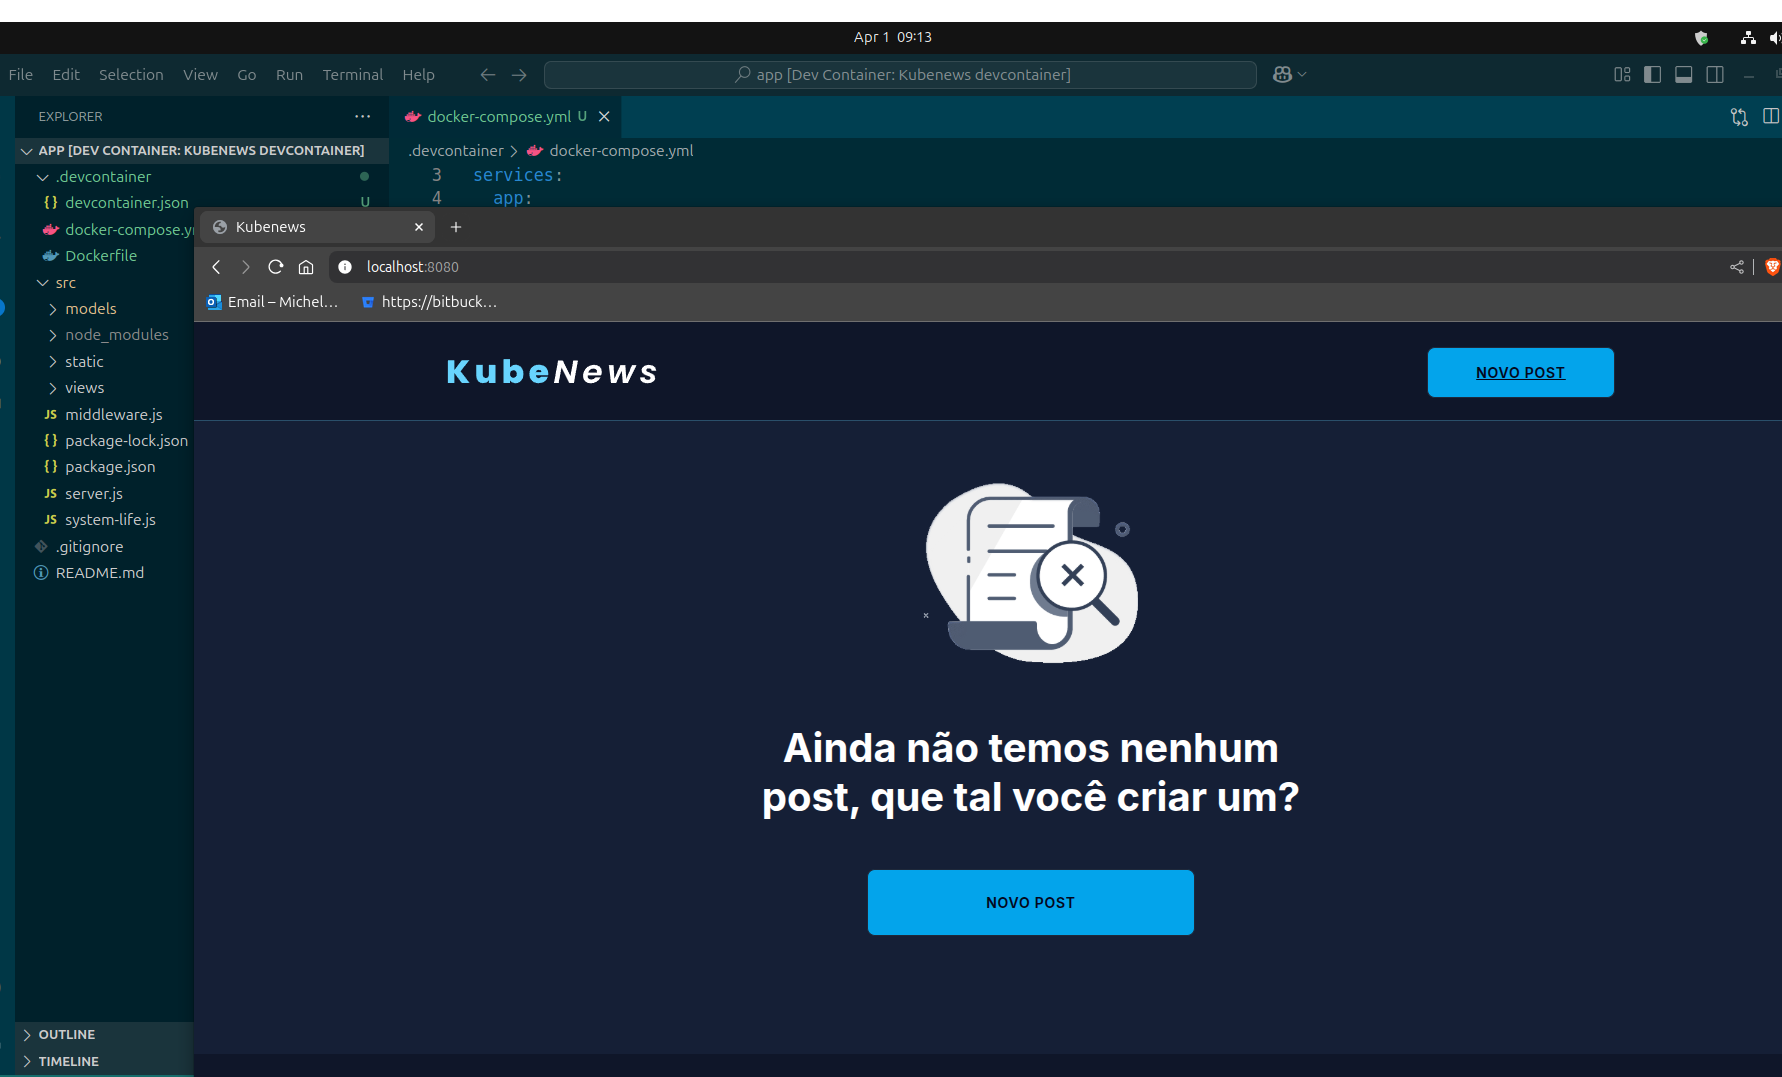 Apr 1 09:13
File Edit Selection View Go Run Terminal Help
app [Dev Container: Kubenews devcontainer]
EXPLORER
docker-compose.yml U
APP [DEV CONTAINER: KUBENEWS DEVCONTAINER]
.devcontainer > docker-compose.yml
.devcontainer
3 services:
{} devcontainer.json U
4 app:
docker-compose.y
Dockerfile
src
models
node_modules
static
views
JS middleware.js
{} package-lock.json
{} package.json
JS server.js
JS system-life.js
.gitignore
README.md
OUTLINE
TIMELINE
Kubenews
localhost:8080
Email – Michel…
https://bitbuck…
KubeNews
NOVO POST
Ainda não temos nenhum
post, que tal você criar um?
NOVO POST